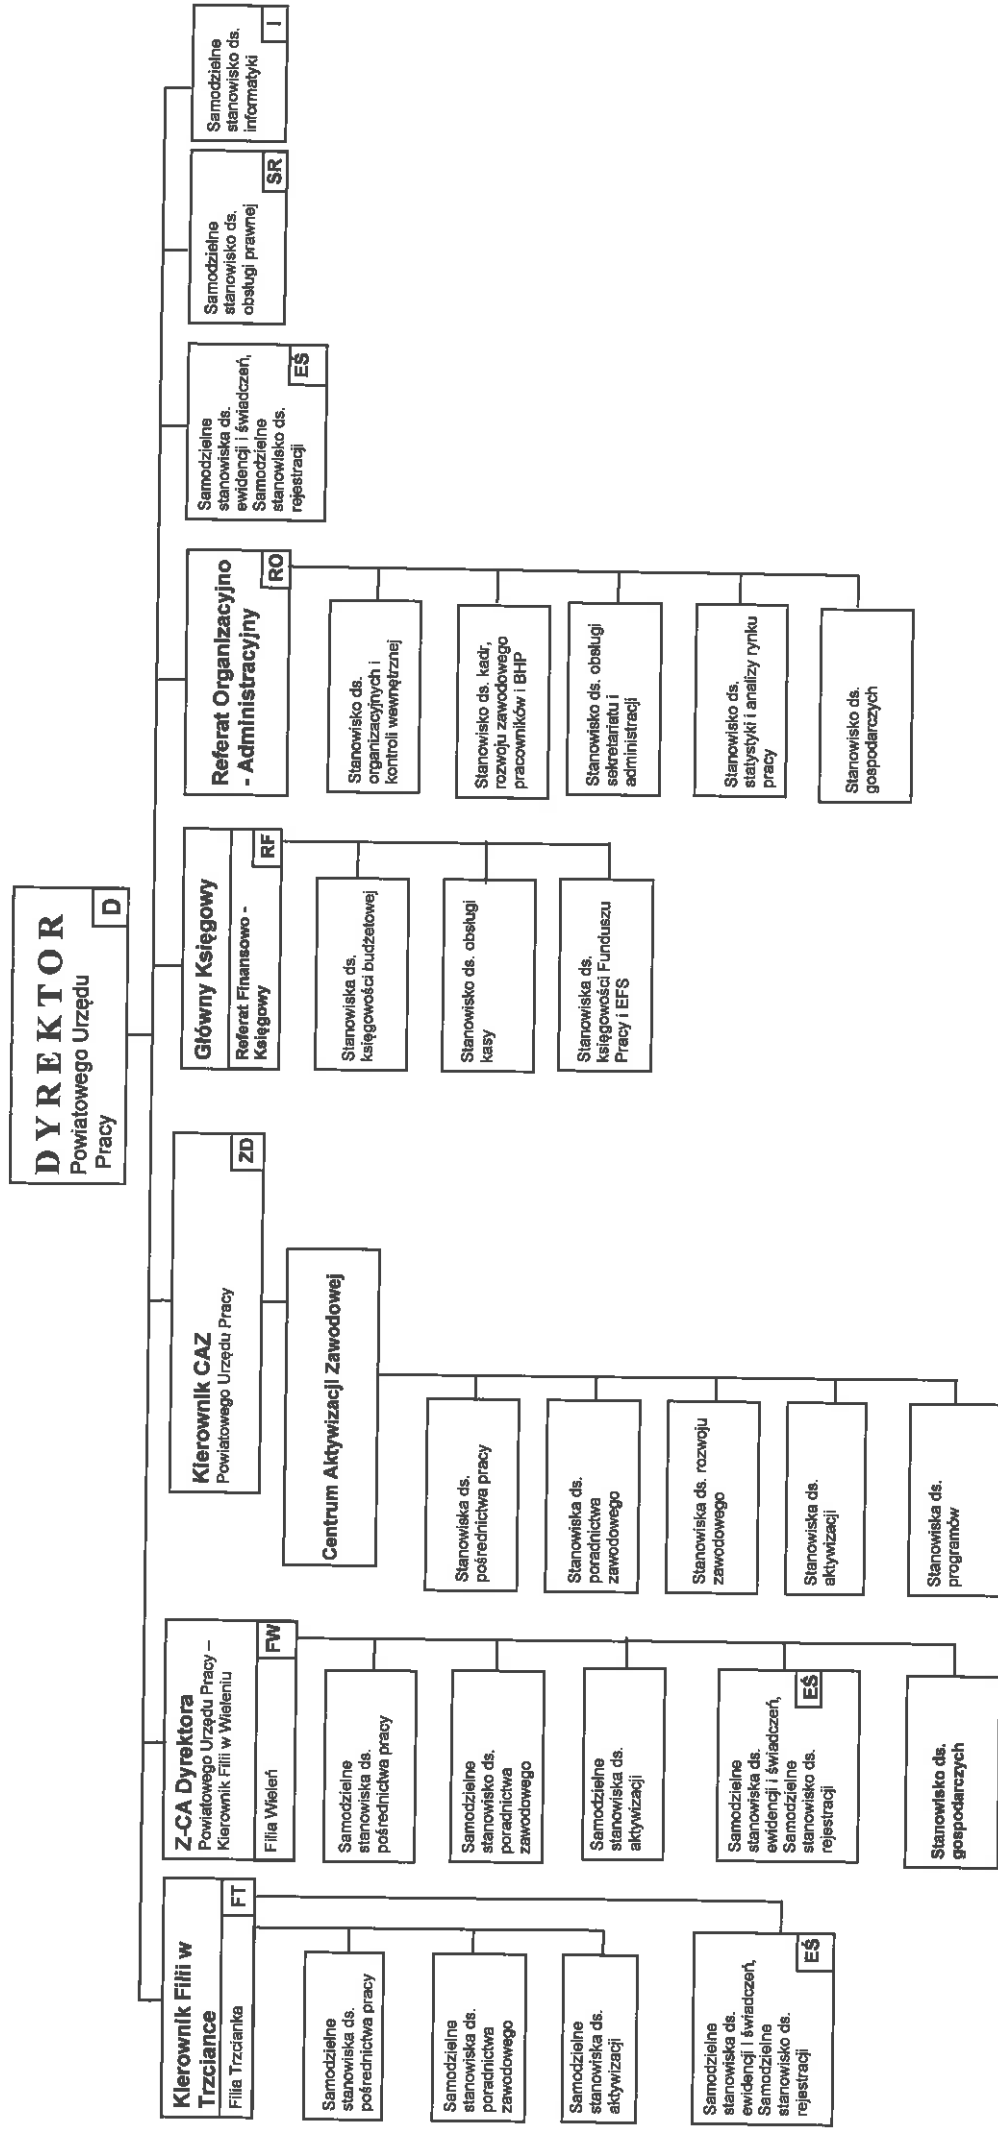 DYREKTOR
Powiatowego Urzędu
Pracy
D
Kierownik Filii w
Trzciance
Filia Trzcianka
FT
Samodzielne
stanowiska ds.
pośrednictwa pracy
Samodzielne
stanowiska ds.
poradnictwa
zawodowego
Samodzielne
stanowiska ds.
aktywizacji
Samodzielne
stanowiska ds.
ewidencji i świadczeń,
Samodzielne
stanowisko ds.
rejestracji
EŚ
Z-CA Dyrektora
Powiatowego Urzędu Pracy –
Kierownik Filii w Wieleniu
Filia Wieleń
FW
Samodzielne
stanowiska ds.
pośrednictwa pracy
Samodzielne
stanowisko ds.
poradnictwa
zawodowego
Samodzielne
stanowiska ds.
aktywizacji
Samodzielne
stanowiska ds.
ewidencji i świadczeń,
Samodzielne
stanowisko ds.
rejestracji
EŚ
Stanowisko ds.
gospodarczych
Kierownik CAZ
Powiatowego Urzędu Pracy
ZD
Centrum Aktywizacji Zawodowej
Stanowiska ds.
pośrednictwa pracy
Stanowiska ds.
poradnictwa
zawodowego
Stanowiska ds. rozwoju
zawodowego
Stanowiska ds.
aktywizacji
Stanowiska ds.
programów
Główny Księgowy
Referat Finansowo -
Księgowy
RF
Stanowiska ds.
księgowości budżetowej
Stanowisko ds. obsługi
kasy
Stanowiska ds.
księgowości Funduszu
Pracy i EFS
Referat Organizacyjno
- Administracyjny
RO
Stanowisko ds.
organizacyjnych i
kontroli wewnętrznej
Stanowisko ds. kadr,
rozwoju zawodowego
pracowników i BHP
Stanowisko ds. obsługi
sekretariatu i
administracji
Stanowisko ds.
statystyki i analizy rynku
pracy
Stanowisko ds.
gospodarczych
Samodzielne
stanowiska ds.
ewidencji i świadczeń,
Samodzielne
stanowisko ds.
rejestracji
EŚ
Samodzielne
stanowisko ds.
obsługi prawnej
SR
Samodzielne
stanowisko ds.
informatyki
I